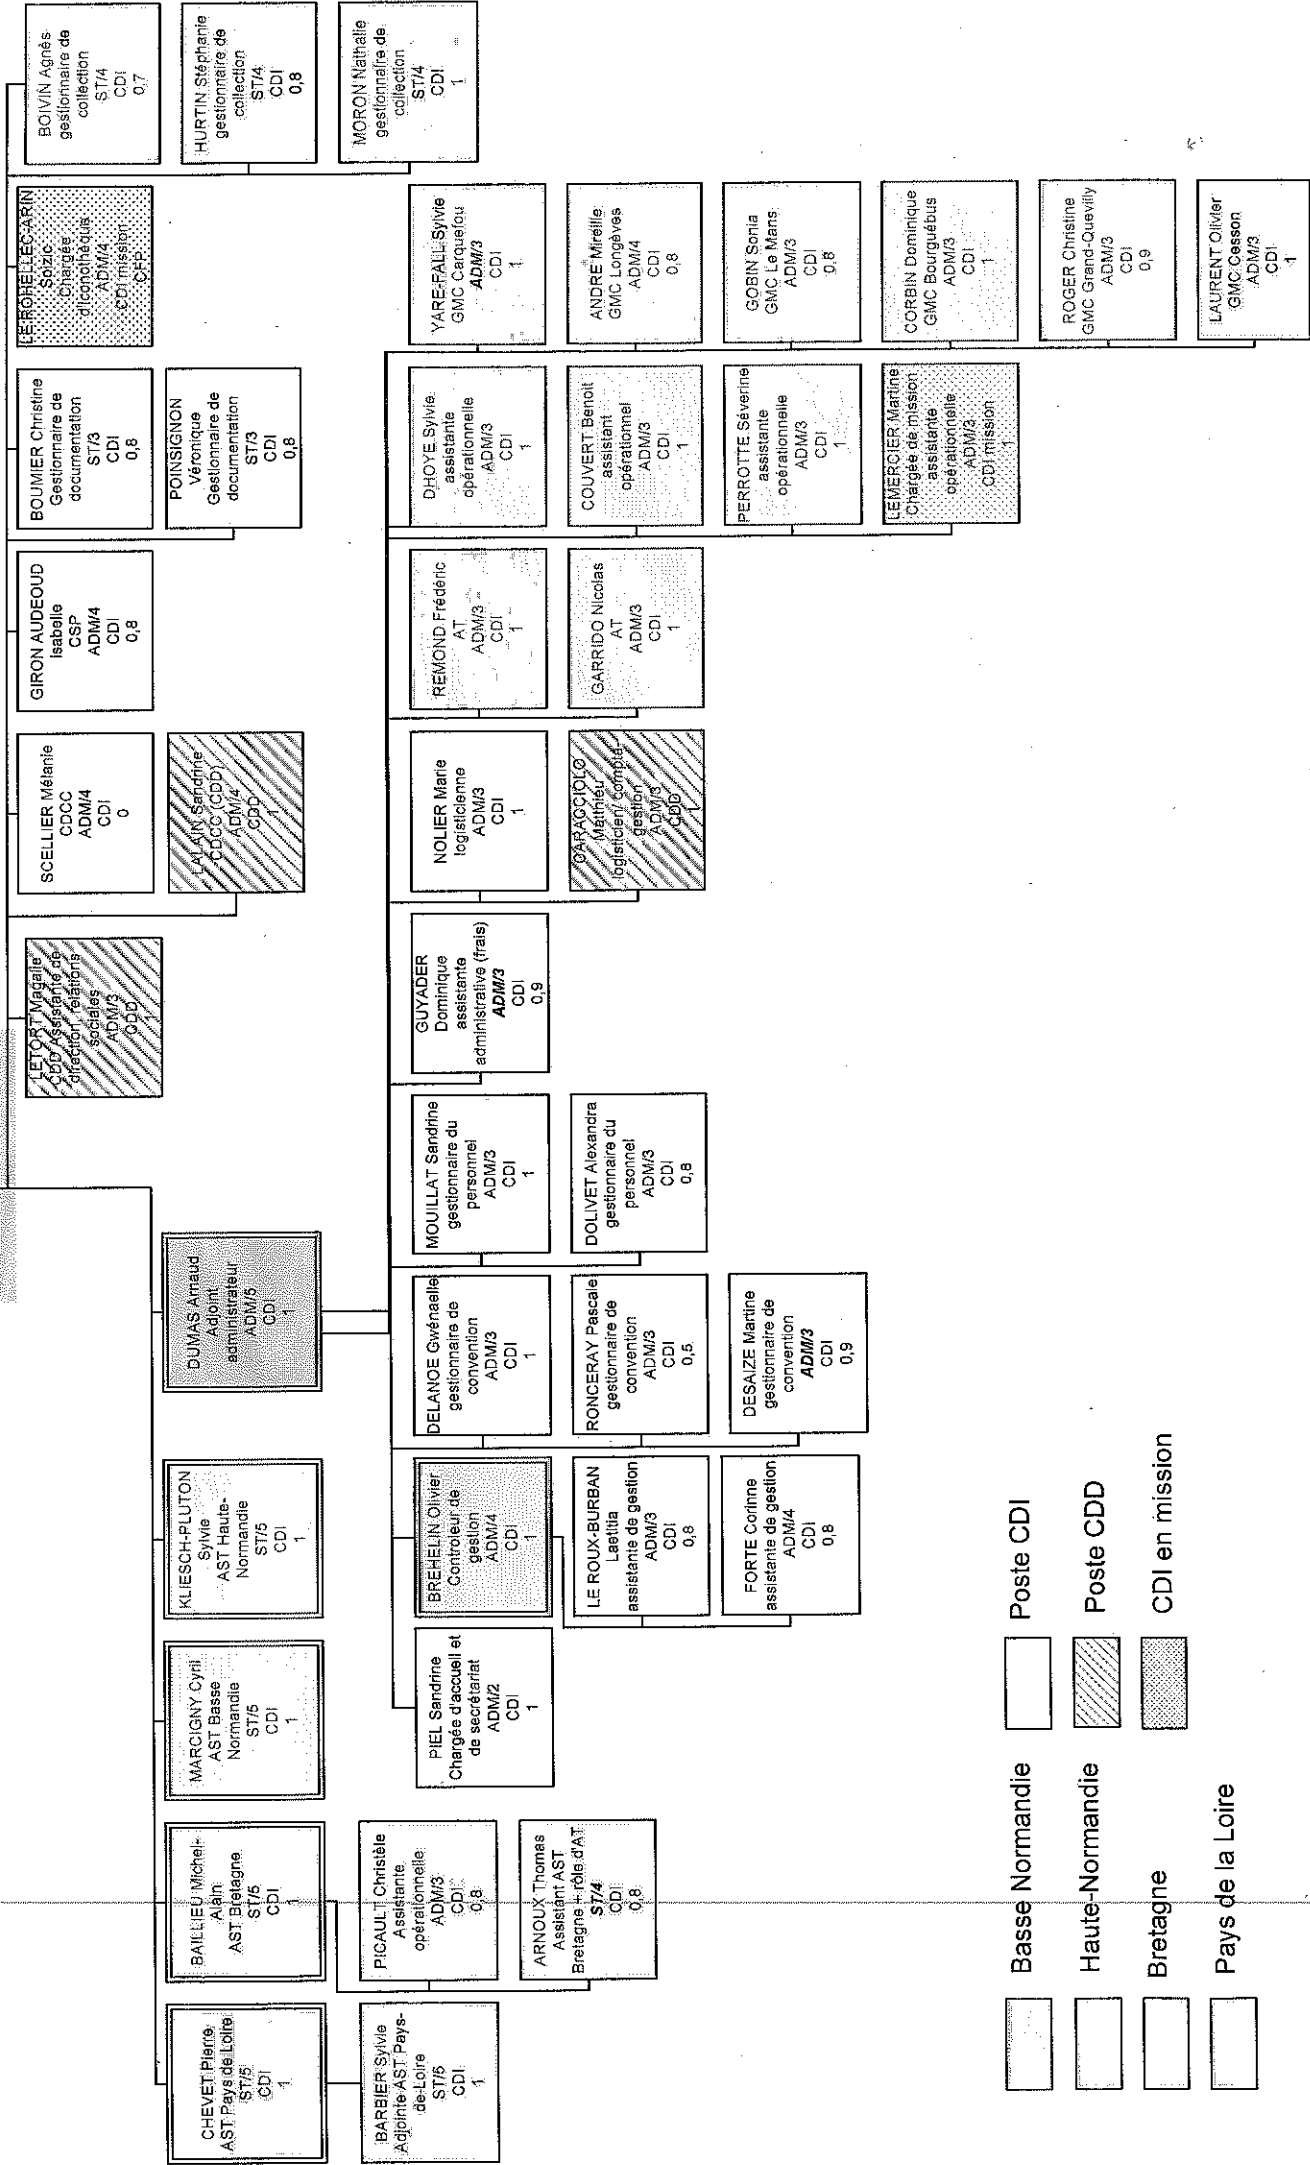 LETORT Magalie
CDD Assistante de
direction, relations
sociales
ADM/3
CDD
1
SCELLIER Mélanie
CDCC
ADM/4
CDI
0
LALAIN Sandrine
CDCC (CDD)
ADM/4
CDD
1
GIRON AUDEOUD
Isabelle
CSP
ADM/4
CDI
0,8
BOUMIER Christine
Gestionnaire de
documentation
ST/3
CDI
0,8
POINSIGNON
Véronique
Gestionnaire de
documentation
ST/3
CDI
0,8
LE ROHELLEC-ARIN
Soizic
Chargée
d'iconothèque
ADM/4
CDI mission
CFP
BOIVIN Agnès
gestionnaire de
collection
ST/4
CDI
0,7
HURTIN Stéphanie
gestionnaire de
collection
ST/4
CDI
0,8
MORON Nathalie
gestionnaire de
collection
ST/4
CDI
1
CHEVET Pierre
AST Pays de Loire
ST/5
CDI
1
BARBIER Sylvie
Adjointe AST Pays-
de-Loire
ST/5
CDI
1
BAILLIEU Michel-
Alain
AST Bretagne
ST/5
CDI
1
PICAULT Christèle
Assistante
opérationnelle
ADM/3
CDI
0,8
ARNOUX Thomas
Assistant AST
Bretagne + rôle d'AT
ST/4
CDI
0,8
MARCIGNY Cyril
AST Basse
Normandie
ST/5
CDI
1
KLIESCH-PLUTON
Sylvie
AST Haute-
Normandie
ST/5
CDI
1
DUMAS Arnaud
Adjoint
administrateur
ADM/5
CDI
1
PIEL Sandrine
Chargée d'accueil et
de secrétariat
ADM/2
CDI
1
BREHELIN Olivier
Controleur de
gestion
ADM/4
CDI
1
LE ROUX-BURBAN
Laetitia
assistante de gestion
ADM/3
CDI
0,8
FORTE Corinne
assistante de gestion
ADM/4
CDI
0,8
DELANOE Gwénaelle
gestionnaire de
convention
ADM/3
CDI
1
RONCERAY Pascale
gestionnaire de
convention
ADM/3
CDI
0,5
DESAIZE Martine
gestionnaire de
convention
ADM/3
CDI
0,9
MOUILLAT Sandrine
gestionnaire du
personnel
ADM/3
CDI
1
DOLIVET Alexandra
gestionnaire du
personnel
ADM/3
CDI
0,8
GUYADER
Dominique
assistante
administrative (frais)
ADM/3
CDI
0,9
NOLIER Marie
logisticienne
ADM/3
CDI
1
CARACCIOLO
Matthieu
logisticien/ compta-
gestion
ADM/3
CDD
1
REMOND Frédéric
AT
ADM/3
CDI
1
GARRIDO Nicolas
AT
ADM/3
CDI
1
DHOYE Sylvie
assistante
opérationnelle
ADM/3
CDI
1
COUVERT Benoit
assistant
opérationnel
ADM/3
CDI
1
PERROTTE Séverine
assistante
opérationnelle
ADM/3
CDI
1
LEMERCIER Martine
Chargée de mission
assistante
opérationnelle
ADM/3
CDI mission
1
YARE-FALL Sylvie
GMC Carquefou
ADM/3
CDI
1
ANDRE Mireille
GMC Longèves
ADM/4
CDI
0,8
GOBIN Sonia
GMC Le Mans
ADM/3
CDI
0,8
CORBIN Dominique
GMC Bourguébus
ADM/3
CDI
1
ROGER Christine
GMC Grand-Quevilly
ADM/3
CDI
0,9
LAURENT Olivier
GMC Cesson
ADM/3
CDI
1
Basse Normandie
Haute-Normandie
Bretagne
Pays de la Loire
Poste CDI
Poste CDD
CDI en mission